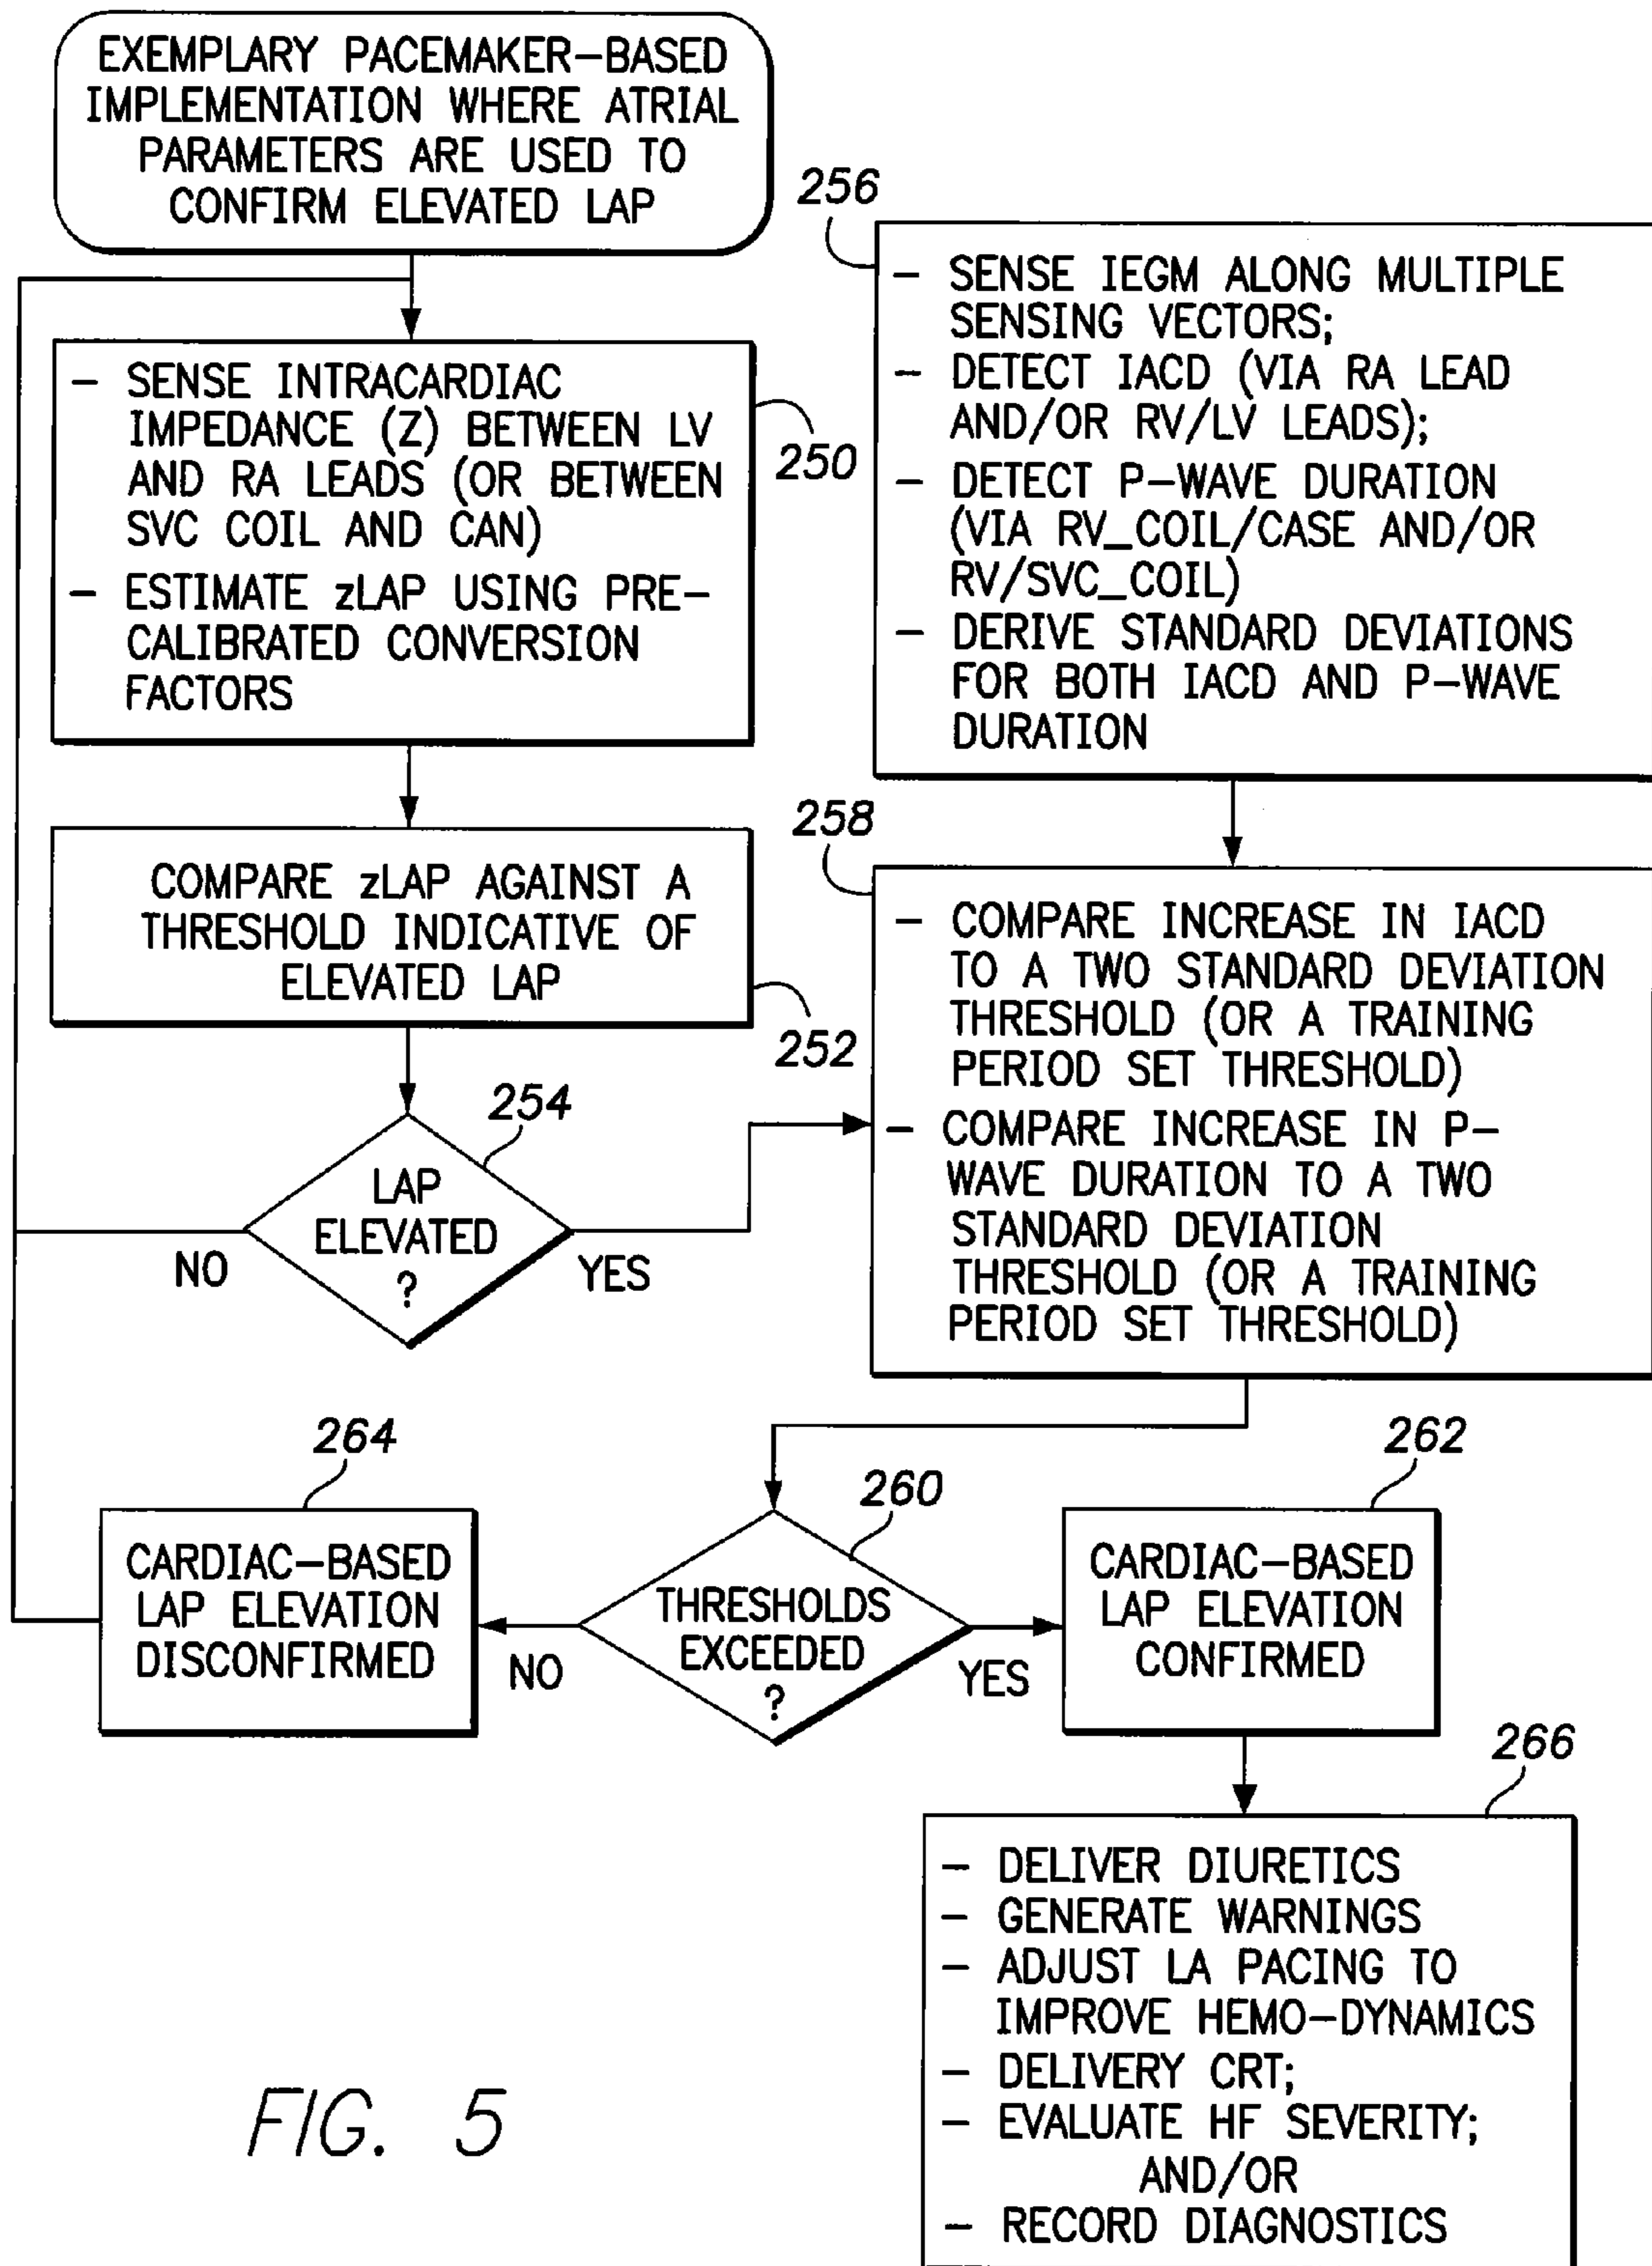 EXEMPLARY PACEMAKER–BASED
IMPLEMENTATION WHERE ATRIAL
PARAMETERS ARE USED TO
CONFIRM ELEVATED LAP
– SENSE INTRACARDIAC
IMPEDANCE (Z) BETWEEN LV
AND RA LEADS (OR BETWEEN
SVC COIL AND CAN)
– ESTIMATE zLAP USING PRE–
CALIBRATED CONVERSION
FACTORS
250
COMPARE zLAP AGAINST A
THRESHOLD INDICATIVE OF
ELEVATED LAP
252
254
LAP
ELEVATED
?
NO
YES
256
– SENSE IEGM ALONG MULTIPLE
SENSING VECTORS;
– DETECT IACD (VIA RA LEAD
AND/OR RV/LV LEADS);
– DETECT P–WAVE DURATION
(VIA RV_COIL/CASE AND/OR
RV/SVC_COIL)
– DERIVE STANDARD DEVIATIONS
FOR BOTH IACD AND P–WAVE
DURATION
258
– COMPARE INCREASE IN IACD
TO A TWO STANDARD DEVIATION
THRESHOLD (OR A TRAINING
PERIOD SET THRESHOLD)
– COMPARE INCREASE IN P–
WAVE DURATION TO A TWO
STANDARD DEVIATION
THRESHOLD (OR A TRAINING
PERIOD SET THRESHOLD)
264
CARDIAC–BASED
LAP ELEVATION
DISCONFIRMED
260
THRESHOLDS
EXCEEDED
?
NO
YES
262
CARDIAC–BASED
LAP ELEVATION
CONFIRMED
266
– DELIVER DIURETICS
– GENERATE WARNINGS
– ADJUST LA PACING TO
IMPROVE HEMO–DYNAMICS
– DELIVERY CRT;
– EVALUATE HF SEVERITY;
AND/OR
– RECORD DIAGNOSTICS
FIG. 5